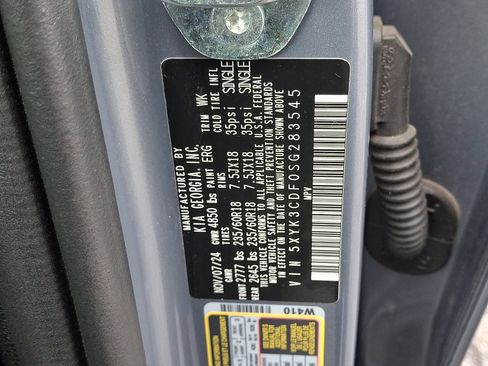 MANUFACTURED BY
KIA GEORGIA, INC.
NOV/07/24 GVWR 4850 lbs PAINT ERG TRIM WK
GAWR TIRES RIMS COLD TIRE INFL
FRONT 2777 lbs 235/60R18 7.5JX18 35psi SINGLE
REAR 2645 lbs 235/60R18 7.5JX18 35psi SINGLE
THIS VEHICLE CONFORMS TO ALL APPLICABLE U.S.A. FEDERAL
MOTOR VEHICLE SAFETY AND THEFT PREVENTION STANDARDS
IN EFFECT ON THE DATE OF MANUFACTURE SHOWN ABOVE.
MPV
VIN 5XYK3CDF0SG283545
W410